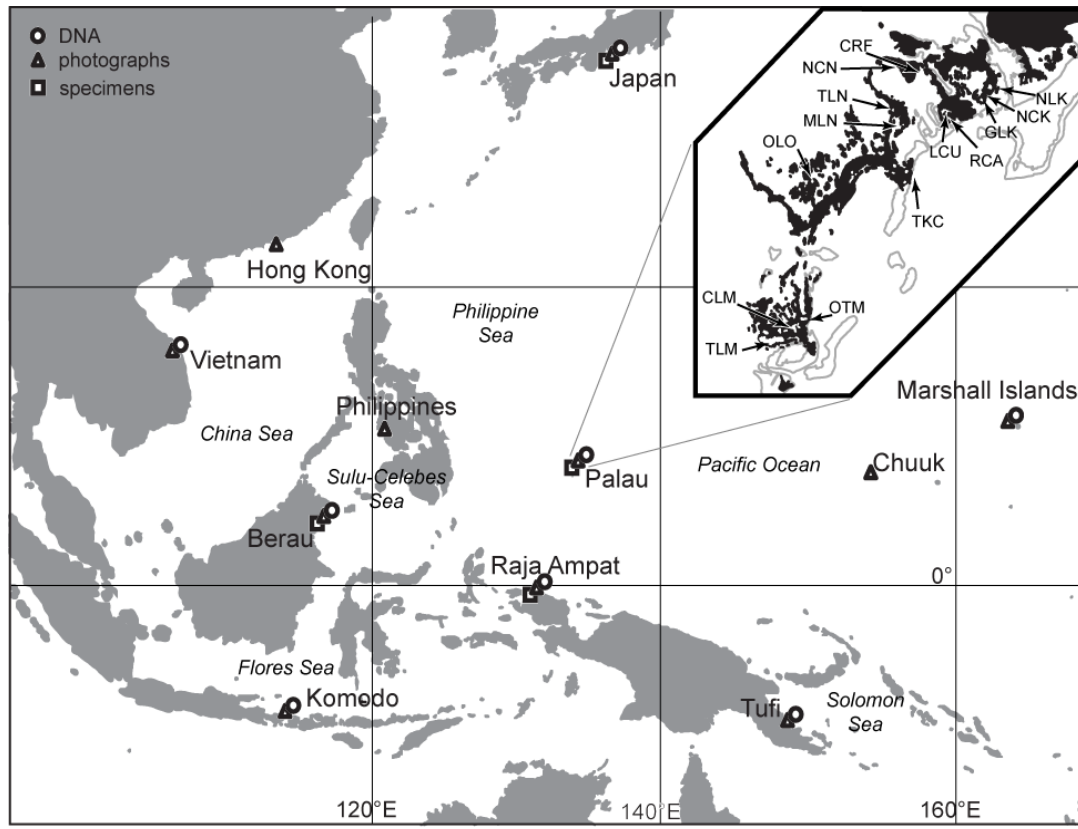 DNA
photographs
specimens
Japan
Hong Kong
Vietnam
Philippines
Philippine
Sea
China Sea
Sulu-Celebes
Sea
Berau
Palau
Pacific Ocean
Chuuk
Marshall Islands
Raja Ampat
0°
Flores Sea
Komodo
Tufi
Solomon
Sea
120°E
140°E
160°E
CRF
NCN
TLN
MLN
OLO
NLK
NCK
GLK
LCU
RCA
TKC
CLM
OTM
TLM